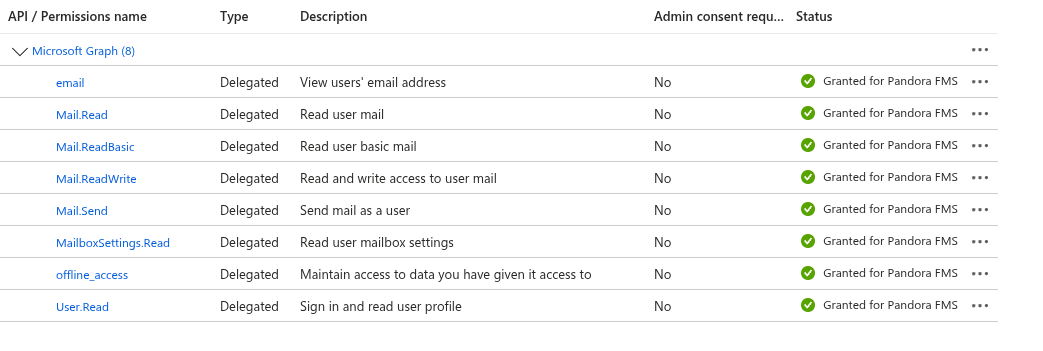 API / Permissions name Type Description Admin consent requ... Status
Microsoft Graph (8)
email Delegated View users' email address No Granted for Pandora FMS
Mail.Read Delegated Read user mail No Granted for Pandora FMS
Mail.ReadBasic Delegated Read user basic mail No Granted for Pandora FMS
Mail.ReadWrite Delegated Read and write access to user mail No Granted for Pandora FMS
Mail.Send Delegated Send mail as a user No Granted for Pandora FMS
MailboxSettings.Read Delegated Read user mailbox settings No Granted for Pandora FMS
offline_access Delegated Maintain access to data you have given it access to No Granted for Pandora FMS
User.Read Delegated Sign in and read user profile No Granted for Pandora FMS